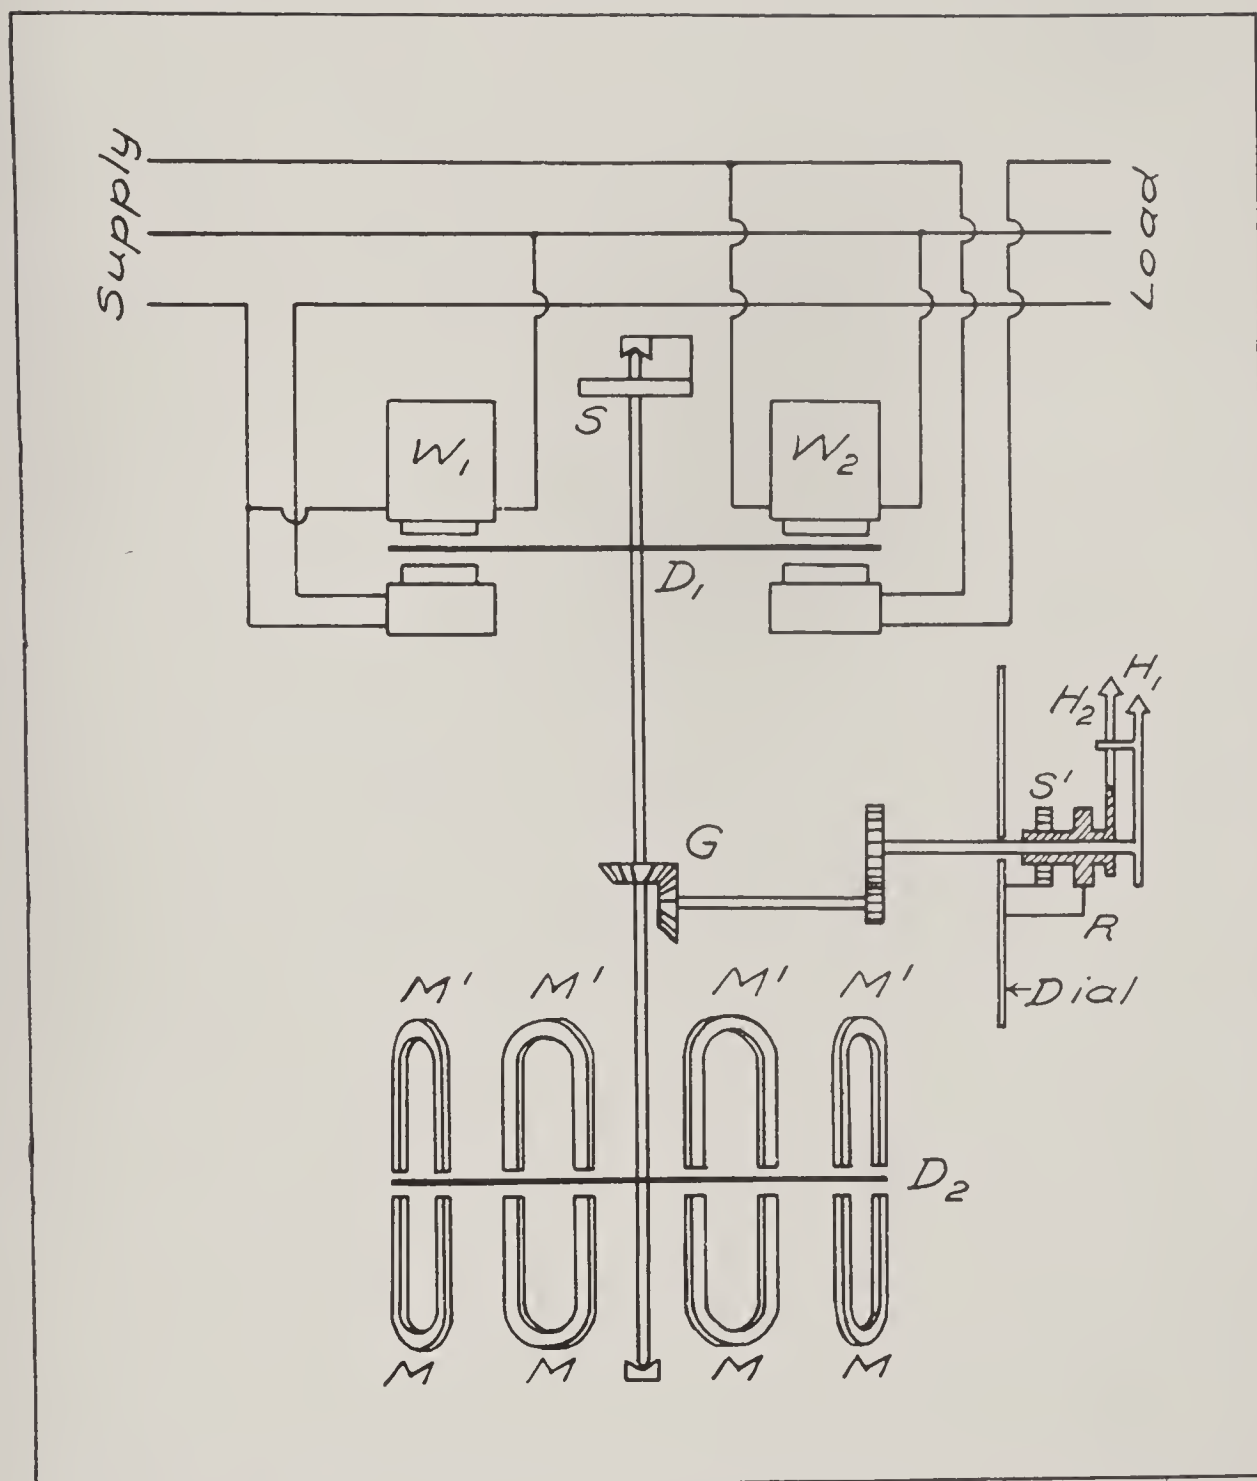 Supply
Load
S
W₁
W₂
D₁
H₁
H₂
S'
G
R
Dial
M' M' M' M'
D₂
M M M M